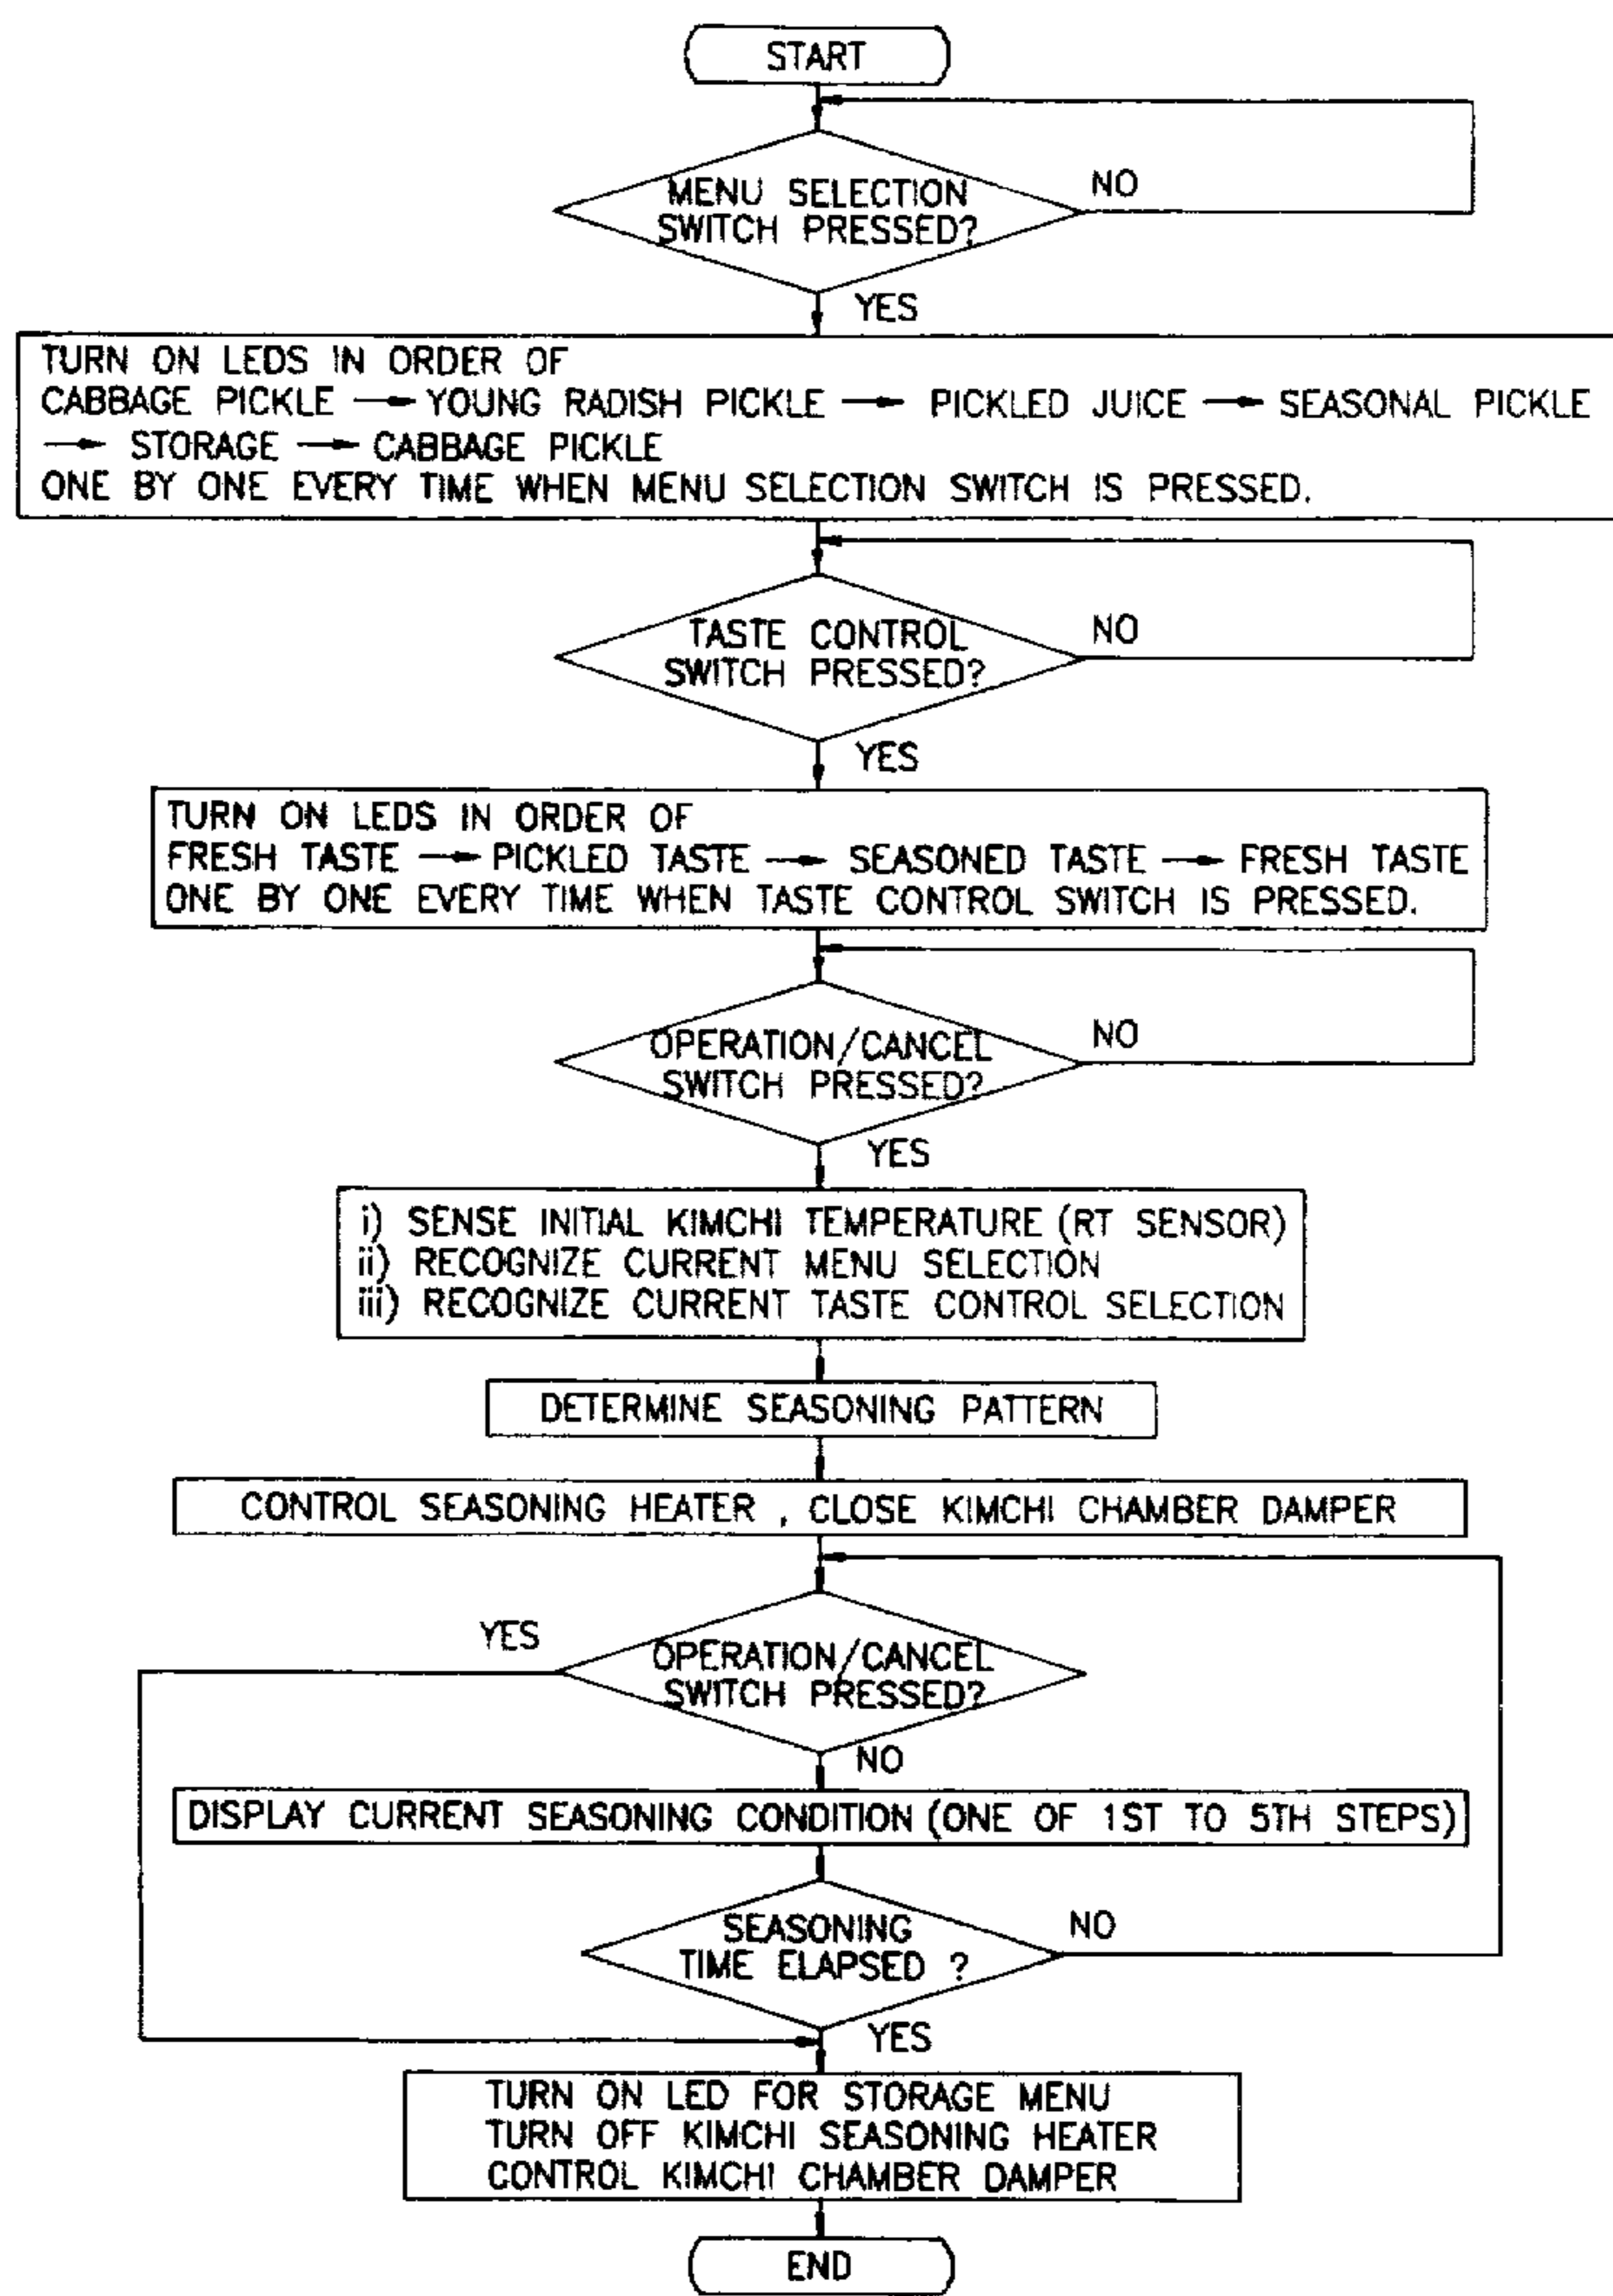 START
MENU SELECTION
SWITCH PRESSED?
NO
YES
TURN ON LEDS IN ORDER OF
CABBAGE PICKLE → YOUNG RADISH PICKLE → PICKLED JUICE → SEASONAL PICKLE
→ STORAGE → CABBAGE PICKLE
ONE BY ONE EVERY TIME WHEN MENU SELECTION SWITCH IS PRESSED.
TASTE CONTROL
SWITCH PRESSED?
NO
YES
TURN ON LEDS IN ORDER OF
FRESH TASTE → PICKLED TASTE → SEASONED TASTE → FRESH TASTE
ONE BY ONE EVERY TIME WHEN TASTE CONTROL SWITCH IS PRESSED.
OPERATION/CANCEL
SWITCH PRESSED?
NO
YES
i) SENSE INITIAL KIMCHI TEMPERATURE (RT SENSOR)
ii) RECOGNIZE CURRENT MENU SELECTION
iii) RECOGNIZE CURRENT TASTE CONTROL SELECTION
DETERMINE SEASONING PATTERN
CONTROL SEASONING HEATER , CLOSE KIMCHI CHAMBER DAMPER
YES
OPERATION/CANCEL
SWITCH PRESSED?
NO
DISPLAY CURRENT SEASONING CONDITION (ONE OF 1ST TO 5TH STEPS)
SEASONING
TIME ELAPSED ?
NO
YES
TURN ON LED FOR STORAGE MENU
TURN OFF KIMCHI SEASONING HEATER
CONTROL KIMCHI CHAMBER DAMPER
END